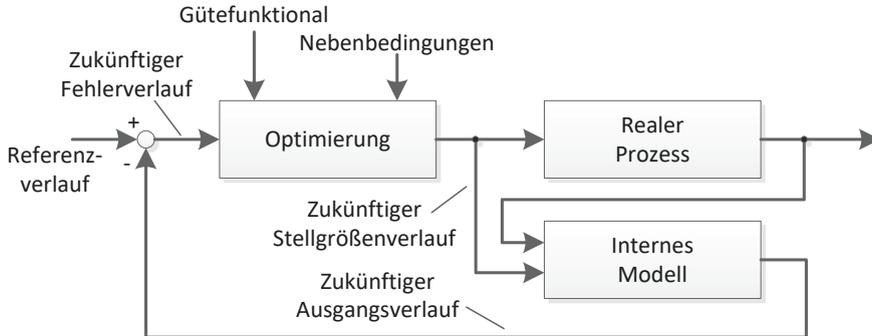 Gütefunktional
Nebenbedingungen
Zukünftiger
Fehlerverlauf
+
Optimierung
Realer
Prozess
Referenz-
verlauf
-
Zukünftiger
Stellgrößenverlauf
Internes
Modell
Zukünftiger
Ausgangsverlauf